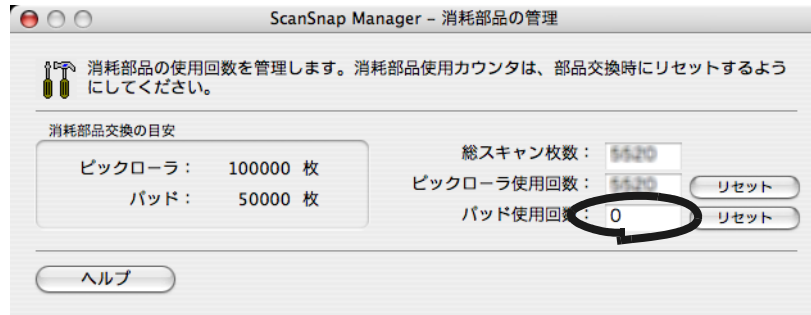 ScanSnap Manager – 消耗部品の管理
消耗部品の使用回数を管理します。消耗部品使用カウンタは、部品交換時にリセットするよう
にしてください。
消耗部品交換の目安
ピックローラ： 100000 枚
パッド： 50000 枚
総スキャン枚数：
ピックローラ使用回数： リセット
パッド使用回数： 0 リセット
ヘルプ